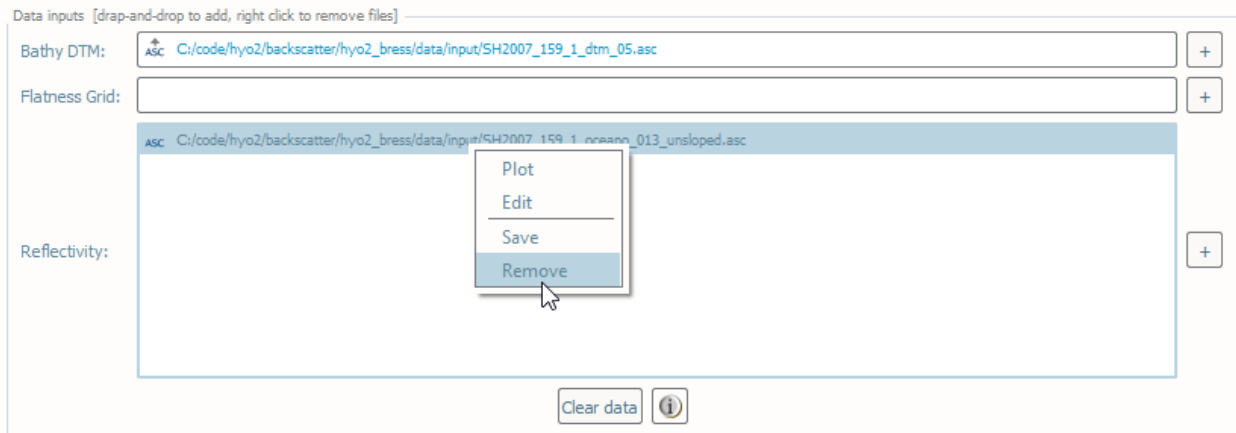 Data inputs [drap-and-drop to add, right click to remove files]
Bathy DTM: ASC C:/code/hyo2/backscatter/hyo2_bress/data/input/SH2007_159_1_dtm_05.asc +
Flatness Grid: +
ASC C:/code/hyo2/backscatter/hyo2_bress/data/input/SH2007_159_1_oceano_013_unsloped.asc
Plot
Edit
Save
Reflectivity: +
Remove
Clear data i